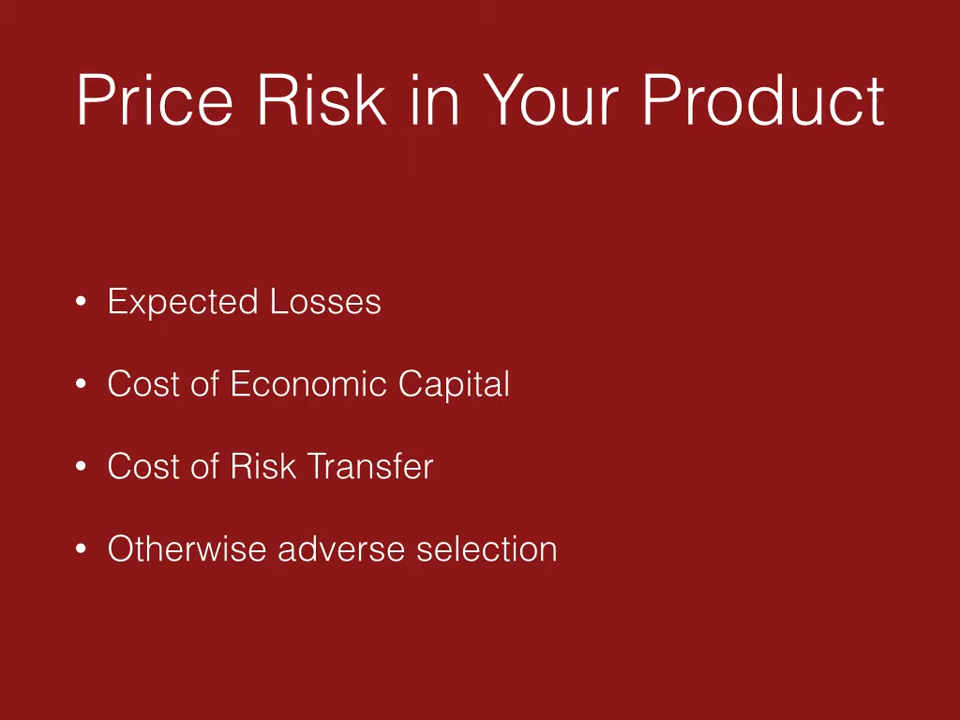 Price Risk in Your Product
• Expected Losses
• Cost of Economic Capital
• Cost of Risk Transfer
• Otherwise adverse selection